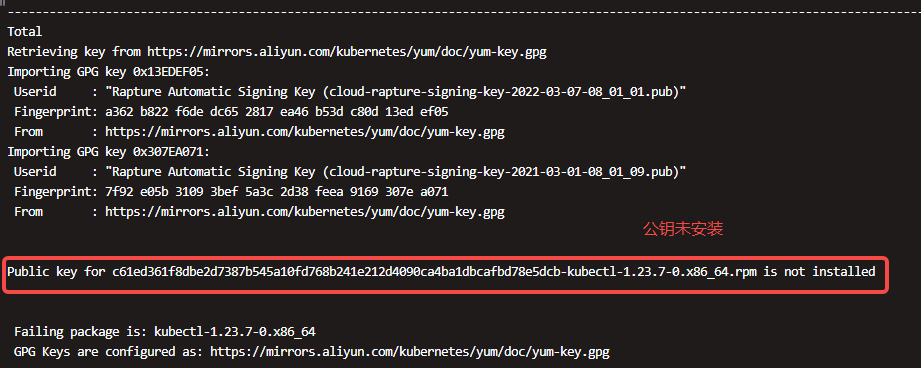 Total
Retrieving key from https://mirrors.aliyun.com/kubernetes/yum/doc/yum-key.gpg
Importing GPG key 0x13EDEF05:
Userid     : "Rapture Automatic Signing Key (cloud-rapture-signing-key-2022-03-07-08_01_01.pub)"
Fingerprint: a362 b822 f6de dc65 2817 ea46 b53d c80d 13ed ef05
From       : https://mirrors.aliyun.com/kubernetes/yum/doc/yum-key.gpg
Importing GPG key 0x307EA071:
Userid     : "Rapture Automatic Signing Key (cloud-rapture-signing-key-2021-03-01-08_01_09.pub)"
Fingerprint: 7f92 e05b 3109 3bef 5a3c 2d38 feea 9169 307e a071
From       : https://mirrors.aliyun.com/kubernetes/yum/doc/yum-key.gpg
公钥未安装
Public key for c61ed361f8dbe2d7387b545a10fd768b241e212d4090ca4ba1dbcafbd78e5dcb-kubectl-1.23.7-0.x86_64.rpm is not installed
Failing package is: kubectl-1.23.7-0.x86_64
GPG Keys are configured as: https://mirrors.aliyun.com/kubernetes/yum/doc/yum-key.gpg